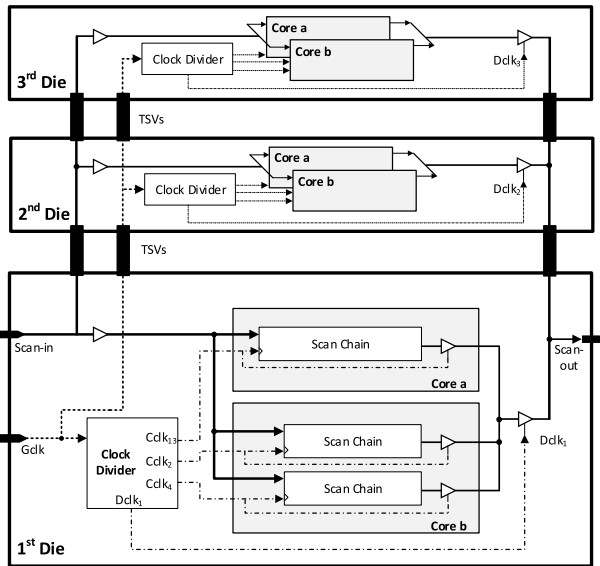 Core a
Core b
Clock Divider
3rd Die
Dclk3
TSVs
Core a
Core b
Clock Divider
2nd Die
Dclk2
TSVs
Scan-in
Scan Chain
Core a
Scan-
out
Gclk
Clock
Divider
Cclk13
Cclk2
Cclk4
Dclk1
Scan Chain
Scan Chain
Core b
Dclk1
1st Die